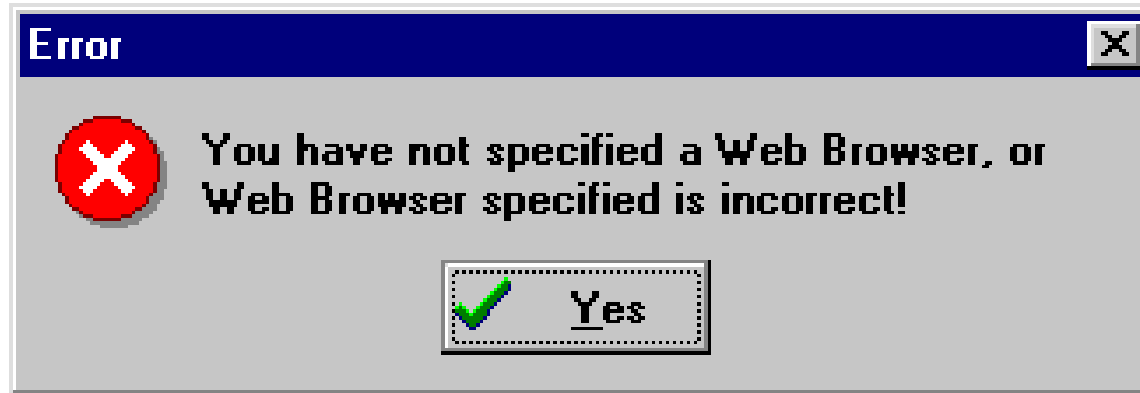 Error
You have not specified a Web Browser, or
Web Browser specified is incorrect!
Yes